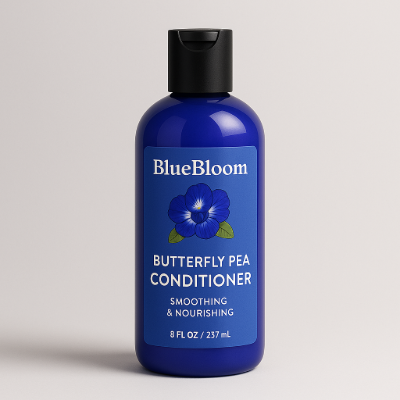 BlueBloom
BUTTERFLY PEA
CONDITIONER
SMOOTHING
& NOURISHING
8 FL OZ / 237 mL